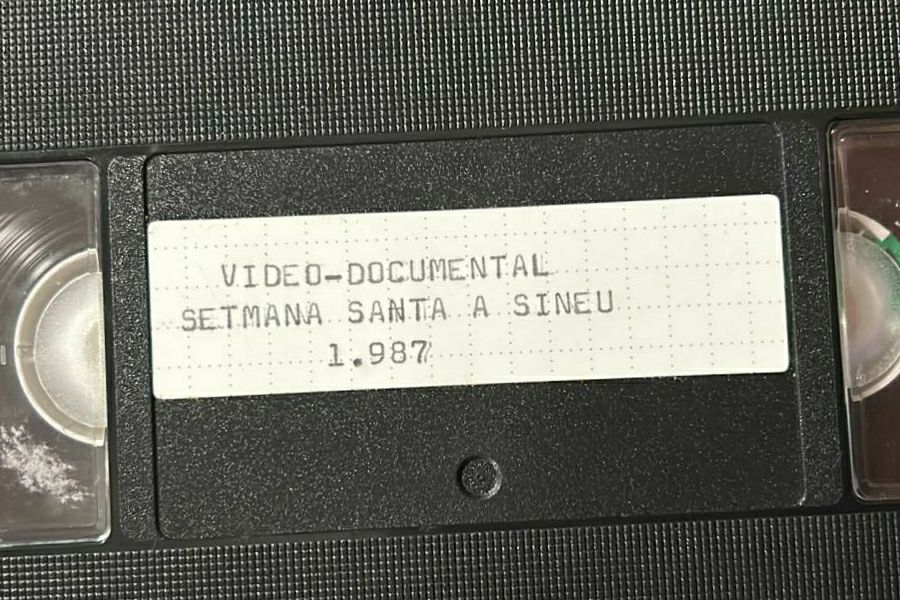 VIDEO-DOCUMENTAL
SETMANA SANTA A SINEU
1.987